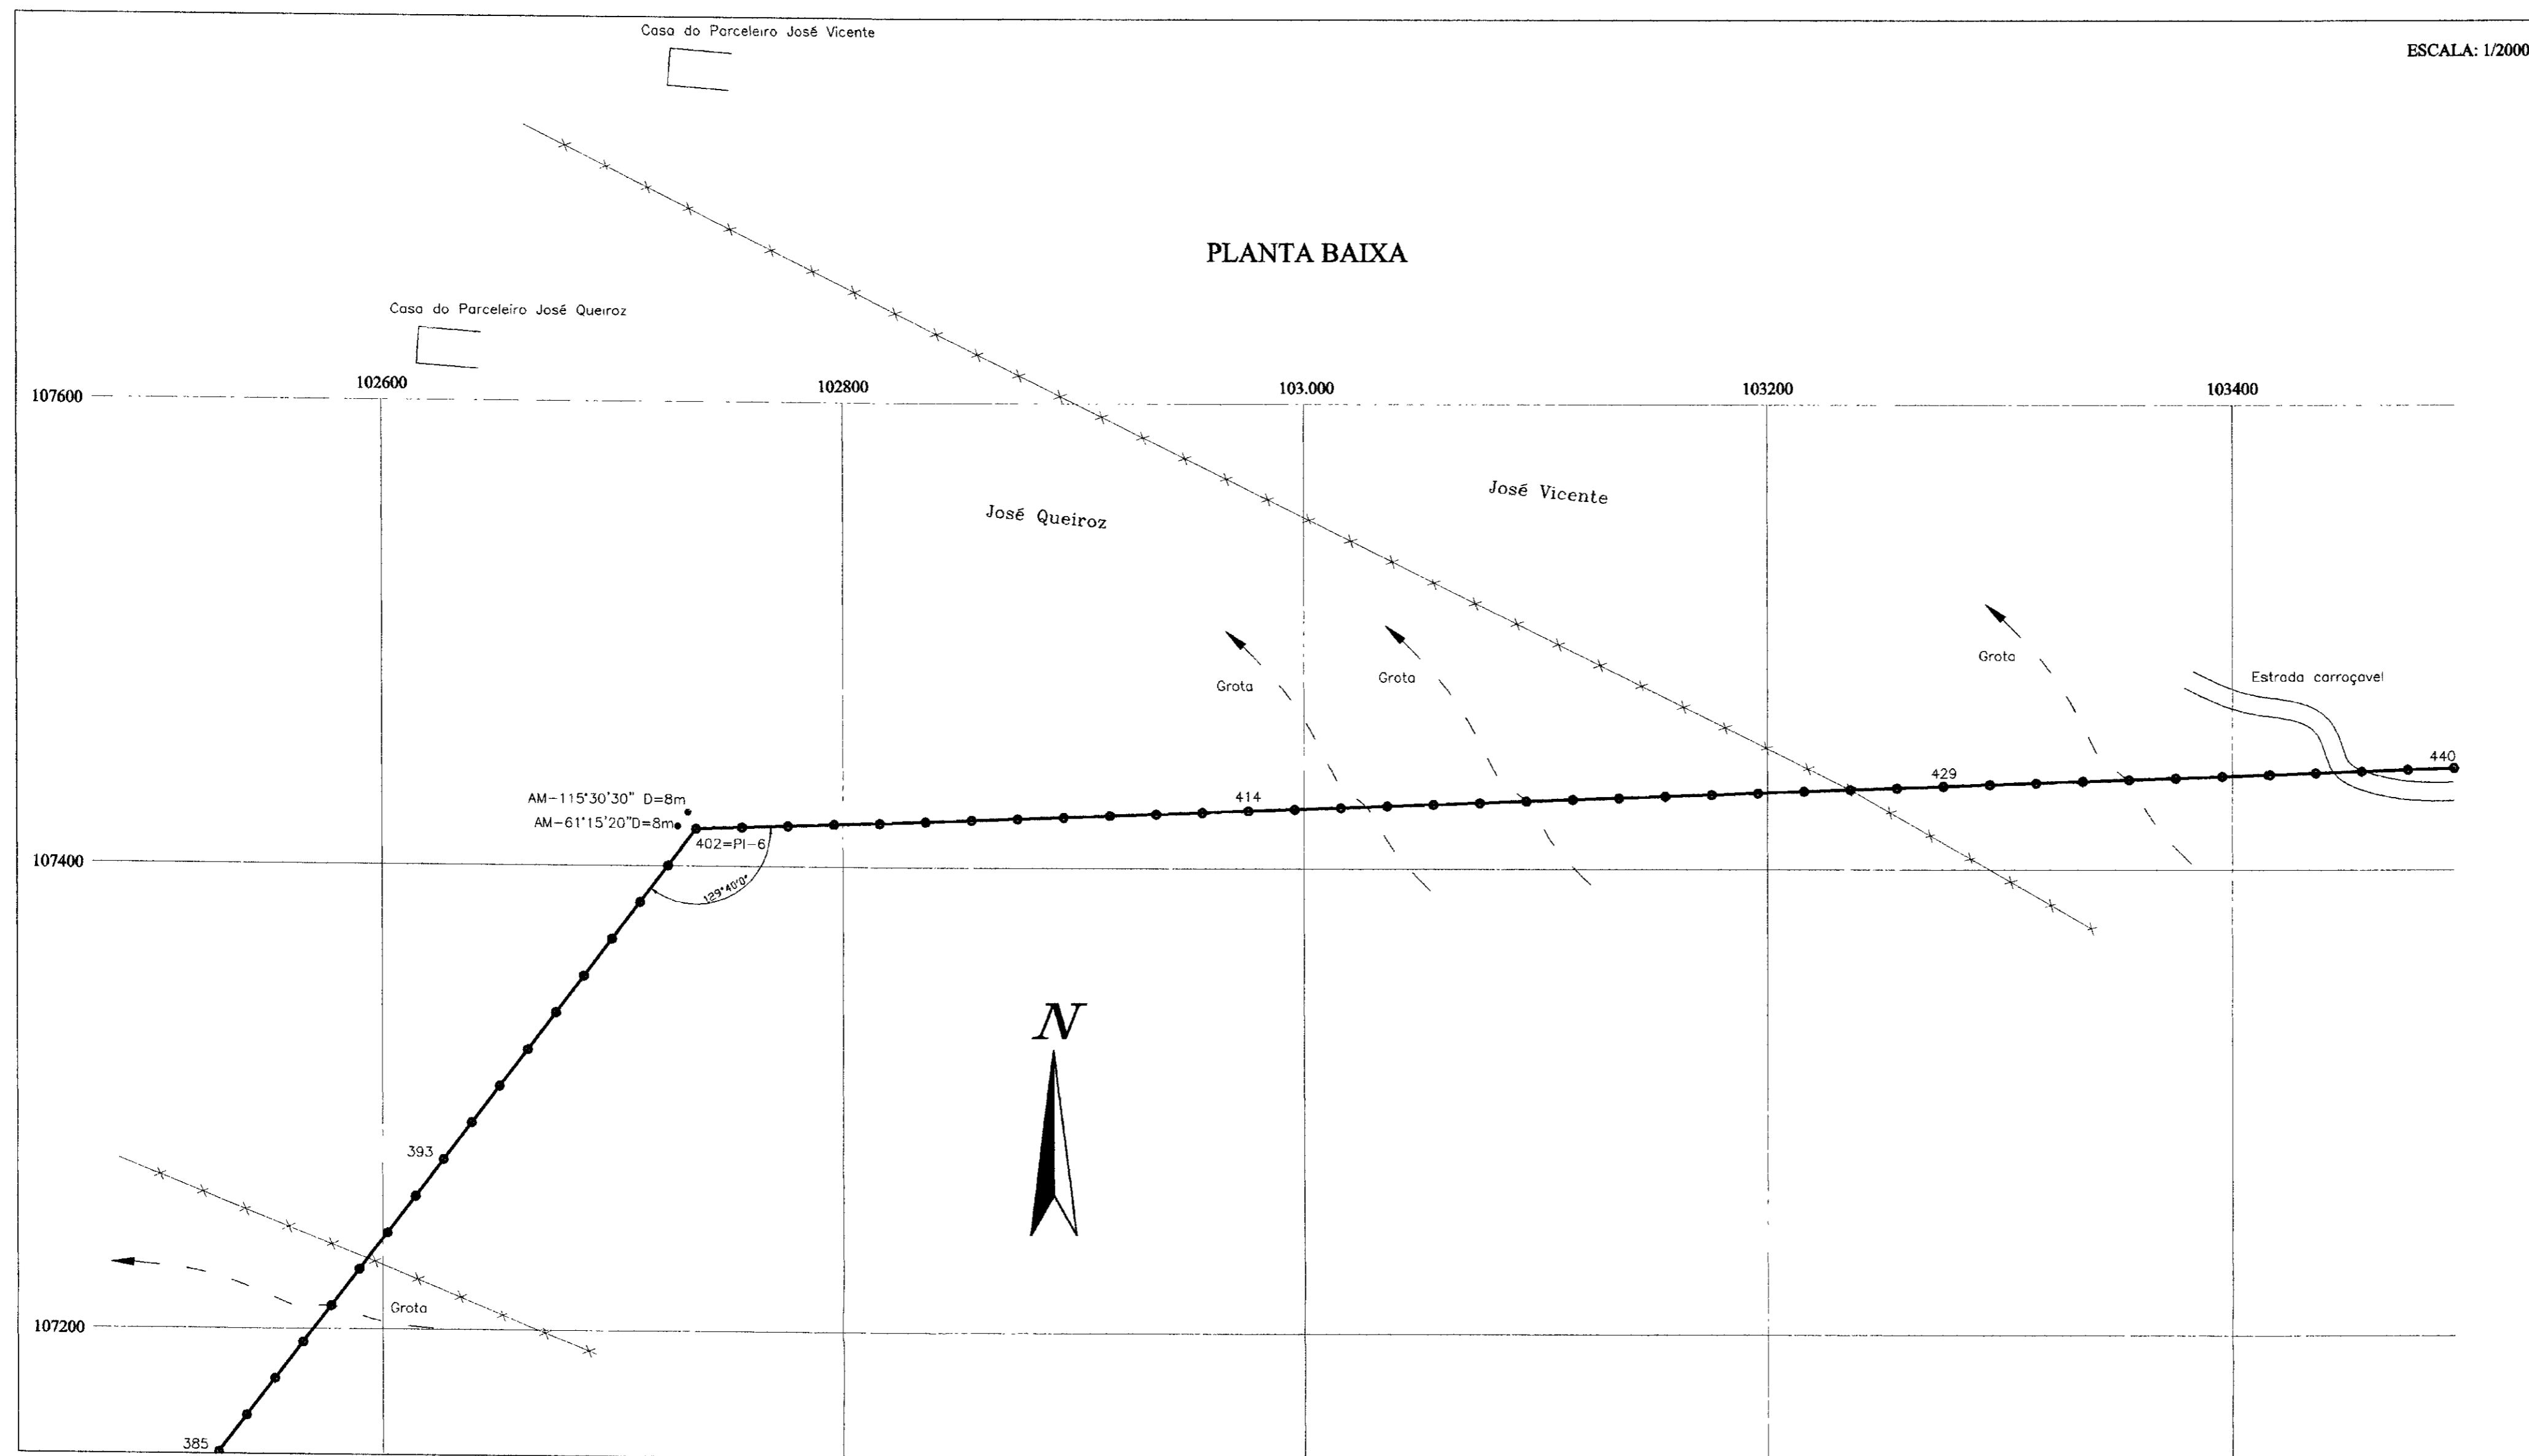 Casa do Parceleiro José Vicente
ESCALA: 1/2000
PLANTA BAIXA
Casa do Parceleiro José Queiroz
102600
102800
103.000
103200
103400
107600
José Vicente
José Queiroz
Grota
Grota
Grota
Estrada carroçavel
440
429
414
AM-115°30'30" D=8m
AM-61°15'20"D=8m
402=PI-6
107400
129°40'0"
N
393
Grota
107200
385